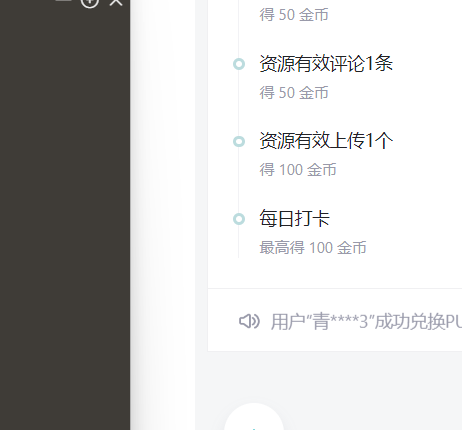 得 50 金币
资源有效评论1条
得 50 金币
资源有效上传1个
得 100 金币
每日打卡
最高得 100 金币
用户"青****3"成功兑换PU